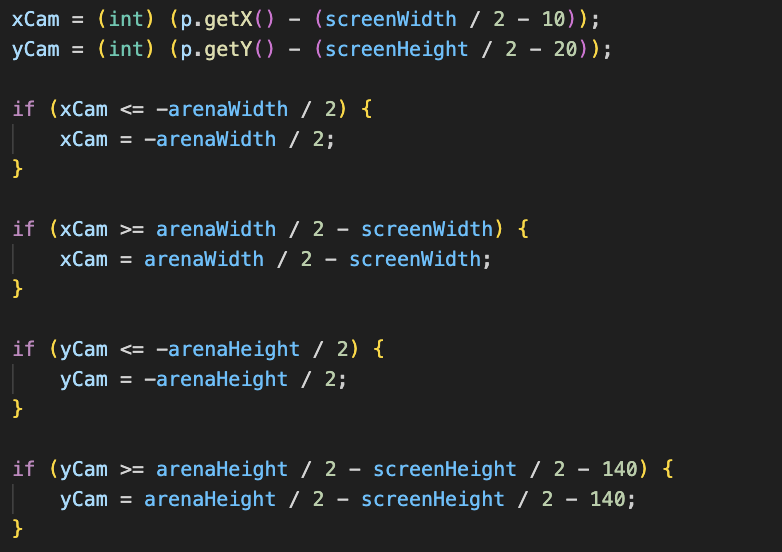 xCam = (int) (p.getX() - (screenWidth / 2 - 10));
yCam = (int) (p.getY() - (screenHeight / 2 - 20));

if (xCam <= -arenaWidth / 2) {
    xCam = -arenaWidth / 2;
}

if (xCam >= arenaWidth / 2 - screenWidth) {
    xCam = arenaWidth / 2 - screenWidth;
}

if (yCam <= -arenaHeight / 2) {
    yCam = -arenaHeight / 2;
}

if (yCam >= arenaHeight / 2 - screenHeight / 2 - 140) {
    yCam = arenaHeight / 2 - screenHeight / 2 - 140;
}